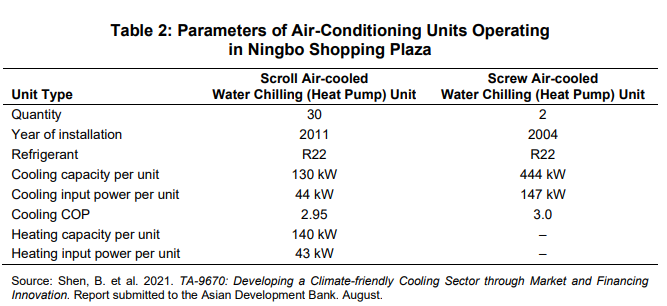 Table 2: Parameters of Air-Conditioning Units Operating
in Ningbo Shopping Plaza
Unit Type Scroll Air-cooled Water Chilling (Heat Pump) Unit Screw Air-cooled Water Chilling (Heat Pump) Unit
Quantity 30 2
Year of installation 2011 2004
Refrigerant R22 R22
Cooling capacity per unit 130 kW 444 kW
Cooling input power per unit 44 kW 147 kW
Cooling COP 2.95 3.0
Heating capacity per unit 140 kW –
Heating input power per unit 43 kW –
Source: Shen, B. et al. 2021. TA-9670: Developing a Climate-friendly Cooling Sector through Market and Financing
Innovation. Report submitted to the Asian Development Bank. August.